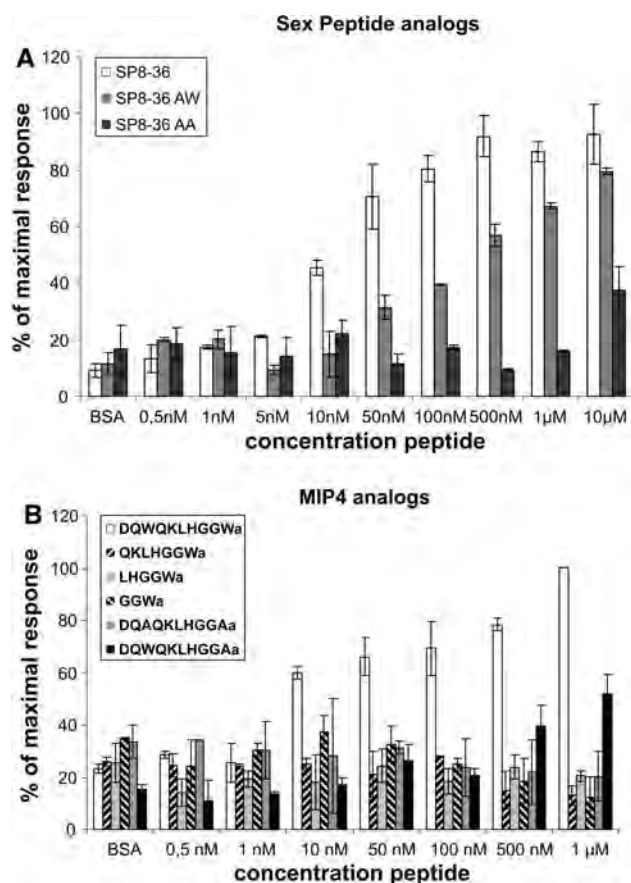 Sex Peptide analogs
A
% of maximal response
120
100
80
60
40
20
0
SP8-36
SP8-36 AW
SP8-36 AA
BSA 0,5nM 1nM 5nM 10nM 50nM 100nM 500nM 1µM 10µM
concentration peptide
MIP4 analogs
B
% of maximal response
120
100
80
60
40
20
0
DQWQKLHGGWa
QKLHGGWa
LHGGWa
GGWa
DQAQKLHGGAa
DQWQKLHGGAa
BSA 0,5 nM 1 nM 10 nM 50 nM 100 nM 500 nM 1 µM
concentration peptide